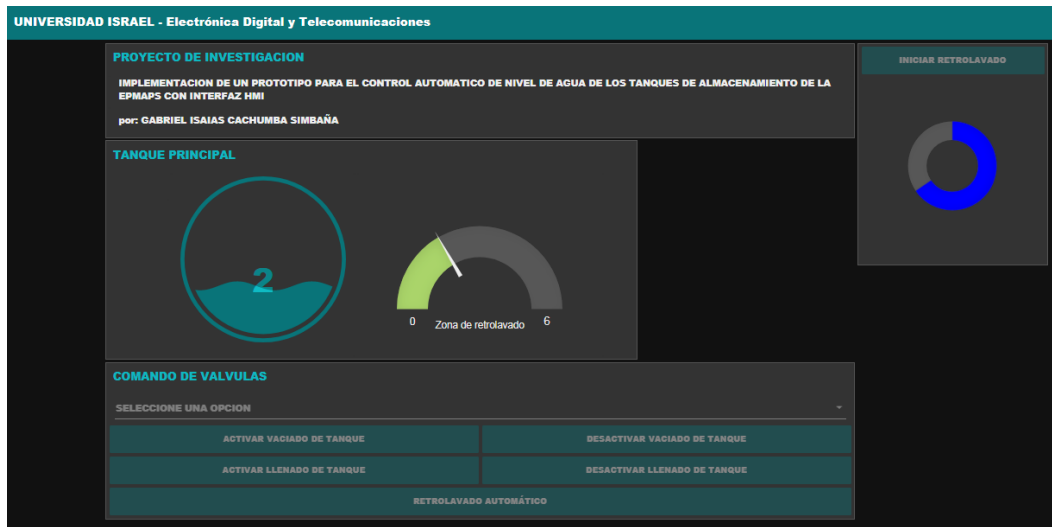 UNIVERSIDAD ISRAEL - Electrónica Digital y Telecomunicaciones
PROYECTO DE INVESTIGACION
IMPLEMENTACION DE UN PROTOTIPO PARA EL CONTROL AUTOMATICO DE NIVEL DE AGUA DE LOS TANQUES DE ALMACENAMIENTO DE LA
EPMAPS CON INTERFAZ HMI
por: GABRIEL ISAIAS CACHUMBA SIMBAÑA
INICIAR RETROLAVADO
TANQUE PRINCIPAL
2
0 Zona de retrolavado 6
COMANDO DE VALVULAS
SELECCIONE UNA OPCION
ACTIVAR VACIADO DE TANQUE
DESACTIVAR VACIADO DE TANQUE
ACTIVAR LLENADO DE TANQUE
DESACTIVAR LLENADO DE TANQUE
RETROLAVADO AUTOMÁTICO